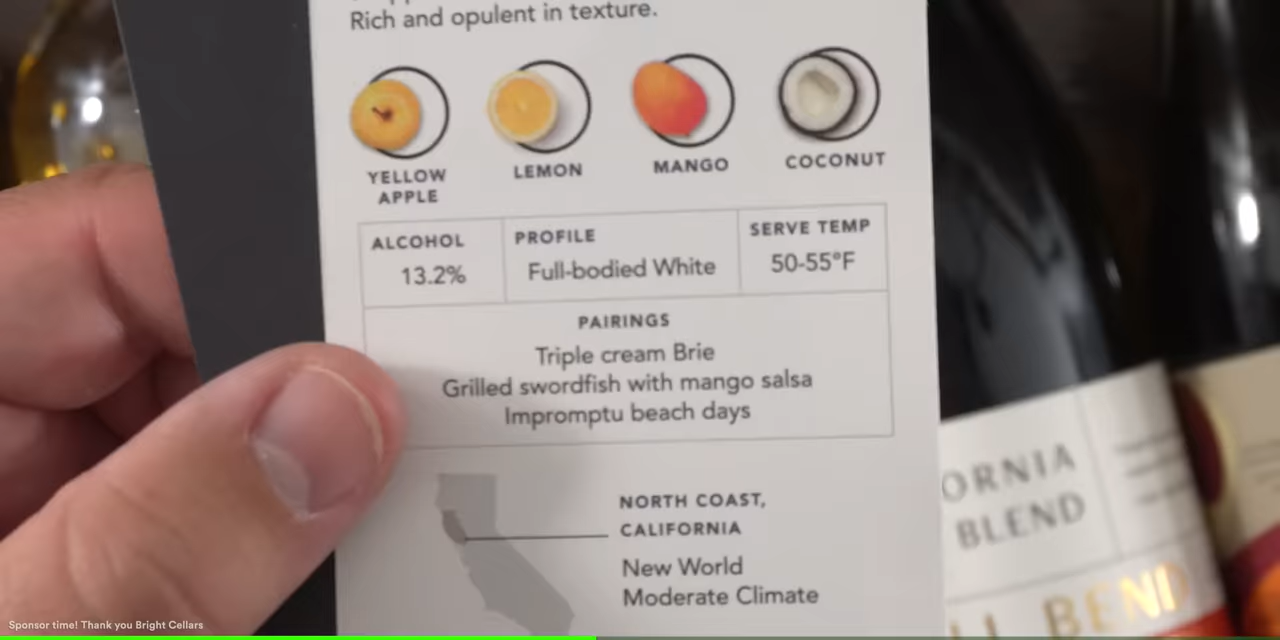 Rich and opulent in texture.
YELLOW
APPLE
LEMON
MANGO
COCONUT
ALCOHOL
13.2%
PROFILE
Full-bodied White
SERVE TEMP
50-55°F
PAIRINGS
Triple cream Brie
Grilled swordfish with mango salsa
Impromptu beach days
NORTH COAST,
CALIFORNIA
New World
Moderate Climate
ORNIA
BLEND
BEND
Sponsor time! Thank you Bright Cellars